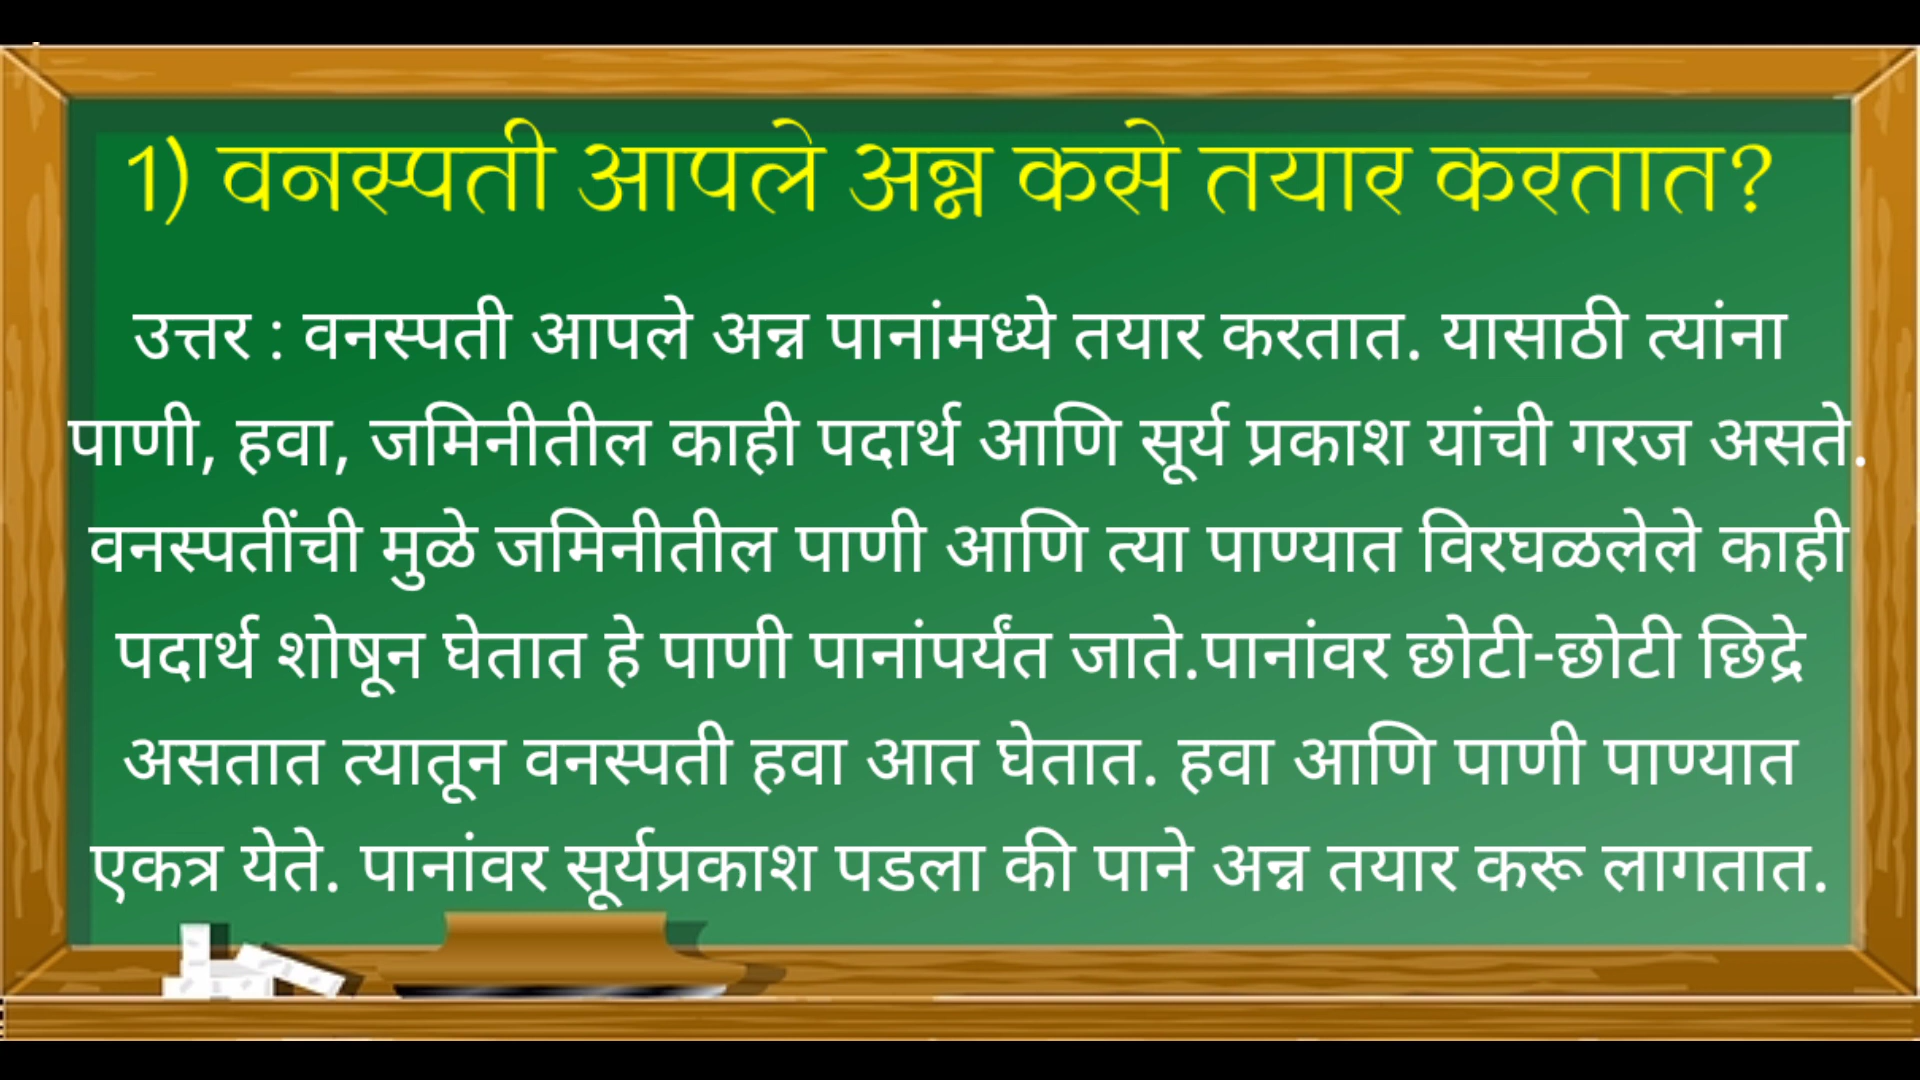 1) वनस्पती आपले अन्न कसे तयार करतात?
उत्तर : वनस्पती आपले अन्न पानांमध्ये तयार करतात. यासाठी त्यांना
पाणी, हवा, जमिनीतील काही पदार्थ आणि सूर्य प्रकाश यांची गरज असते.
वनस्पतींची मुळे जमिनीतील पाणी आणि त्या पाण्यात विरघळलेले काही
पदार्थ शोषून घेतात हे पाणी पानांपर्यंत जाते.पानांवर छोटी-छोटी छिद्रे
असतात त्यातून वनस्पती हवा आत घेतात. हवा आणि पाणी पाण्यात
एकत्र येते. पानांवर सूर्यप्रकाश पडला की पाने अन्न तयार करू लागतात.